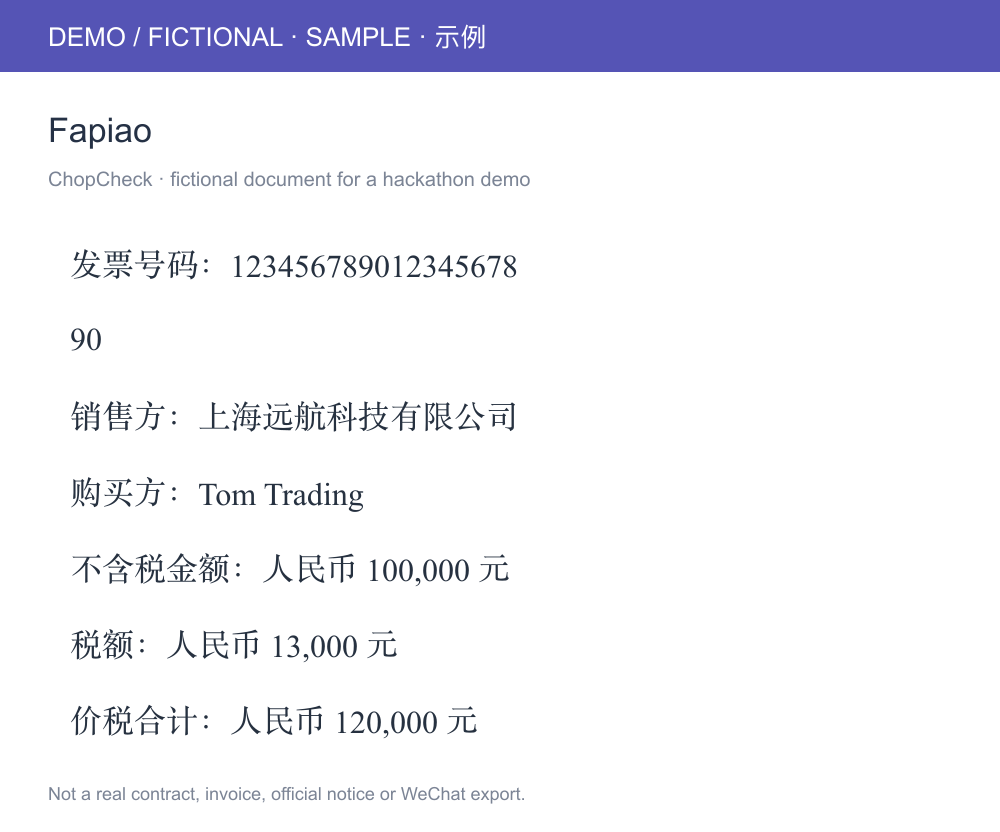 DEMO / FICTIONAL · SAMPLE · 示例
Fapiao
ChopCheck · fictional document for a hackathon demo
发票号码：123456789012345678
90
销售方：上海远航科技有限公司
购买方：Tom Trading
不含税金额：人民币 100,000 元
税额：人民币 13,000 元
价税合计：人民币 120,000 元
Not a real contract, invoice, official notice or WeChat export.